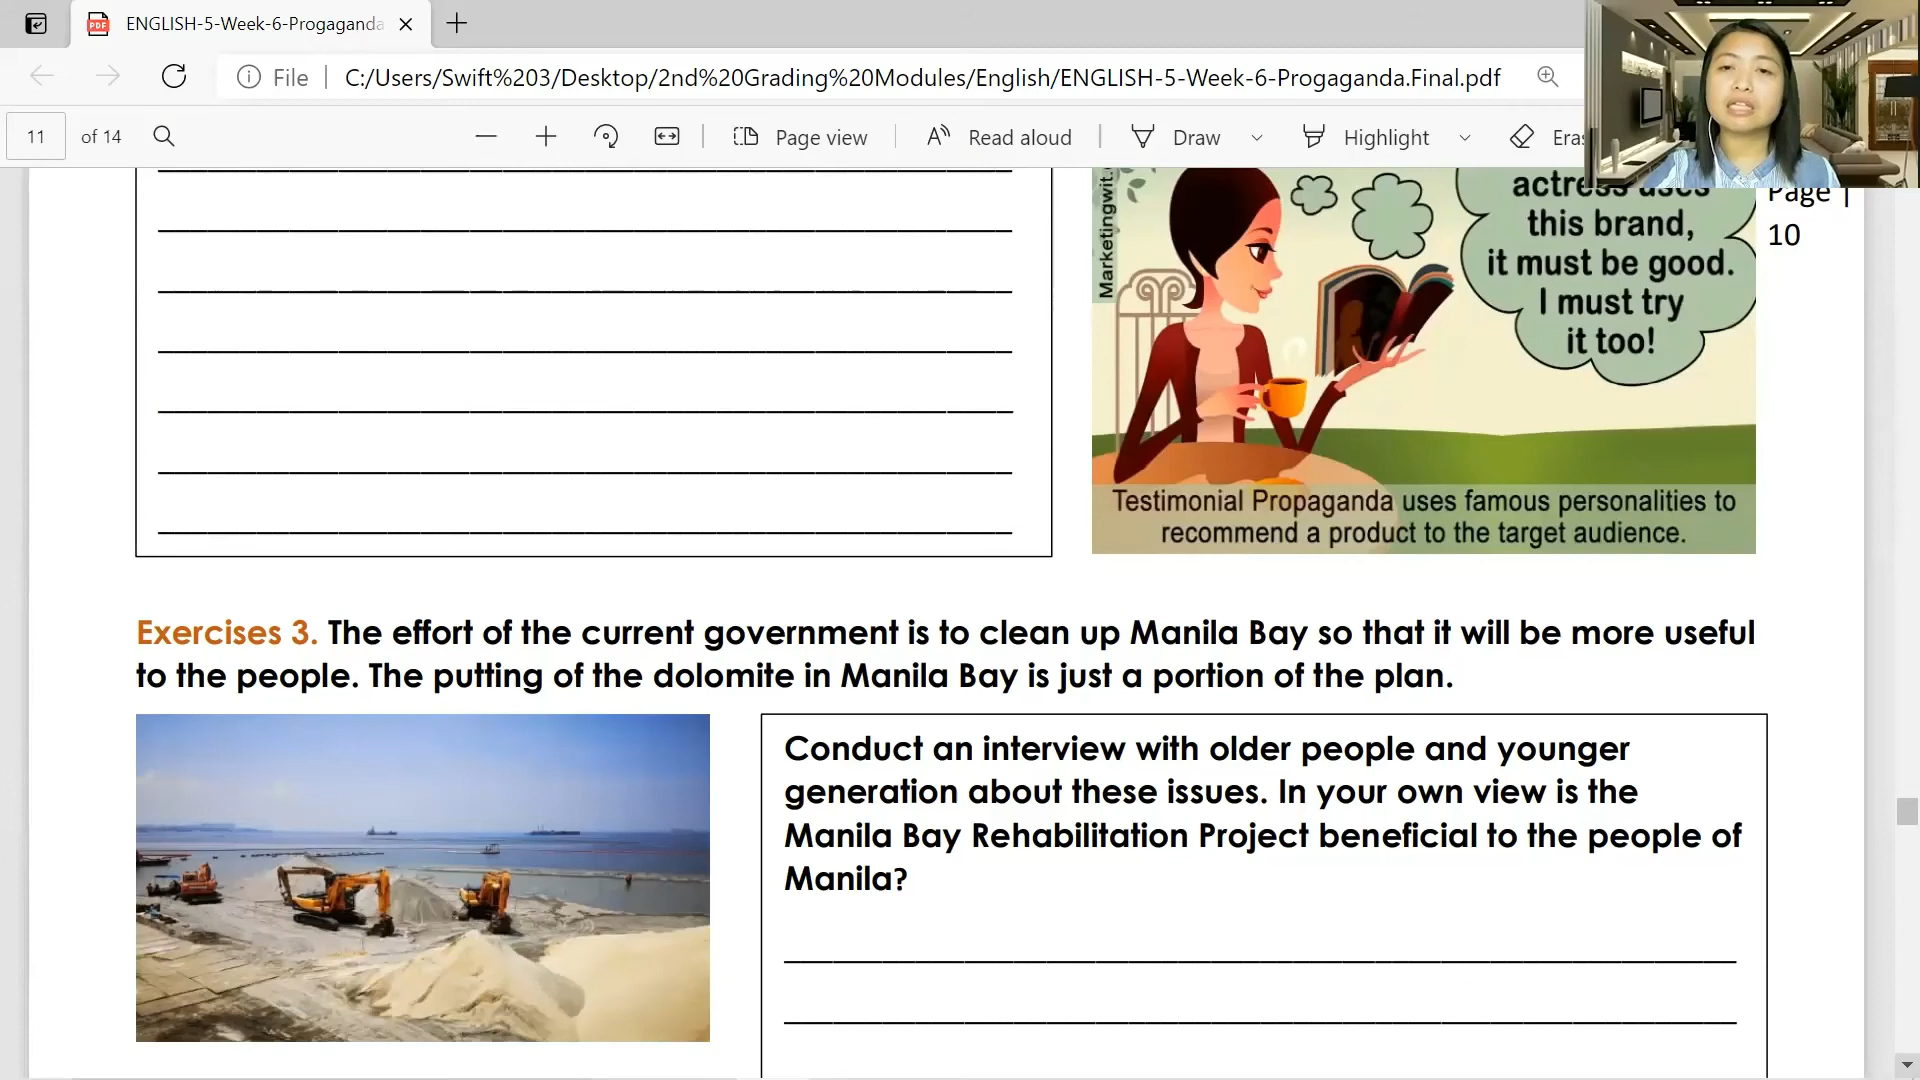 ENGLISH-5-Week-6-Progaganda
File
C:/Users/Swift%203/Desktop/2nd%20Grading%20Modules/English/ENGLISH-5-Week-6-Progaganda.Final.pdf
11 of 14
Page view
Read aloud
Draw
Highlight
Eras
Page |
10
Marketingwit.
actress uses
this brand,
it must be good.
I must try
it too!
Testimonial Propaganda uses famous personalities to
recommend a product to the target audience.
Exercises 3. The effort of the current government is to clean up Manila Bay so that it will be more useful
to the people. The putting of the dolomite in Manila Bay is just a portion of the plan.
Conduct an interview with older people and younger
generation about these issues. In your own view is the
Manila Bay Rehabilitation Project beneficial to the people of
Manila?